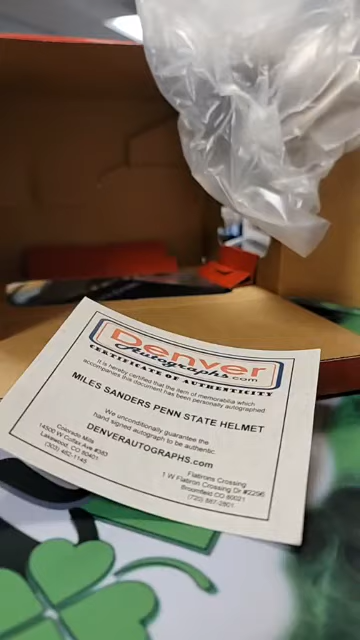 Denver
Autographs.com
CERTIFICATE OF AUTHENTICITY
It is hereby certified that the item of memorabilia which
accompanies this document has been personally autographed
MILES SANDERS PENN STATE HELMET
We unconditionally guarantee the
hand signed autograph to be authentic.
DENVERAUTOGRAPHS.com
Colorado Mills
14500 W Colfax Ave #383
Lakewood, CO 80401
(303) 462-1145
Flatirons Crossing
1 W Flatiron Crossing Dr #2296
Broomfield CO 80021
(720) 887-2801